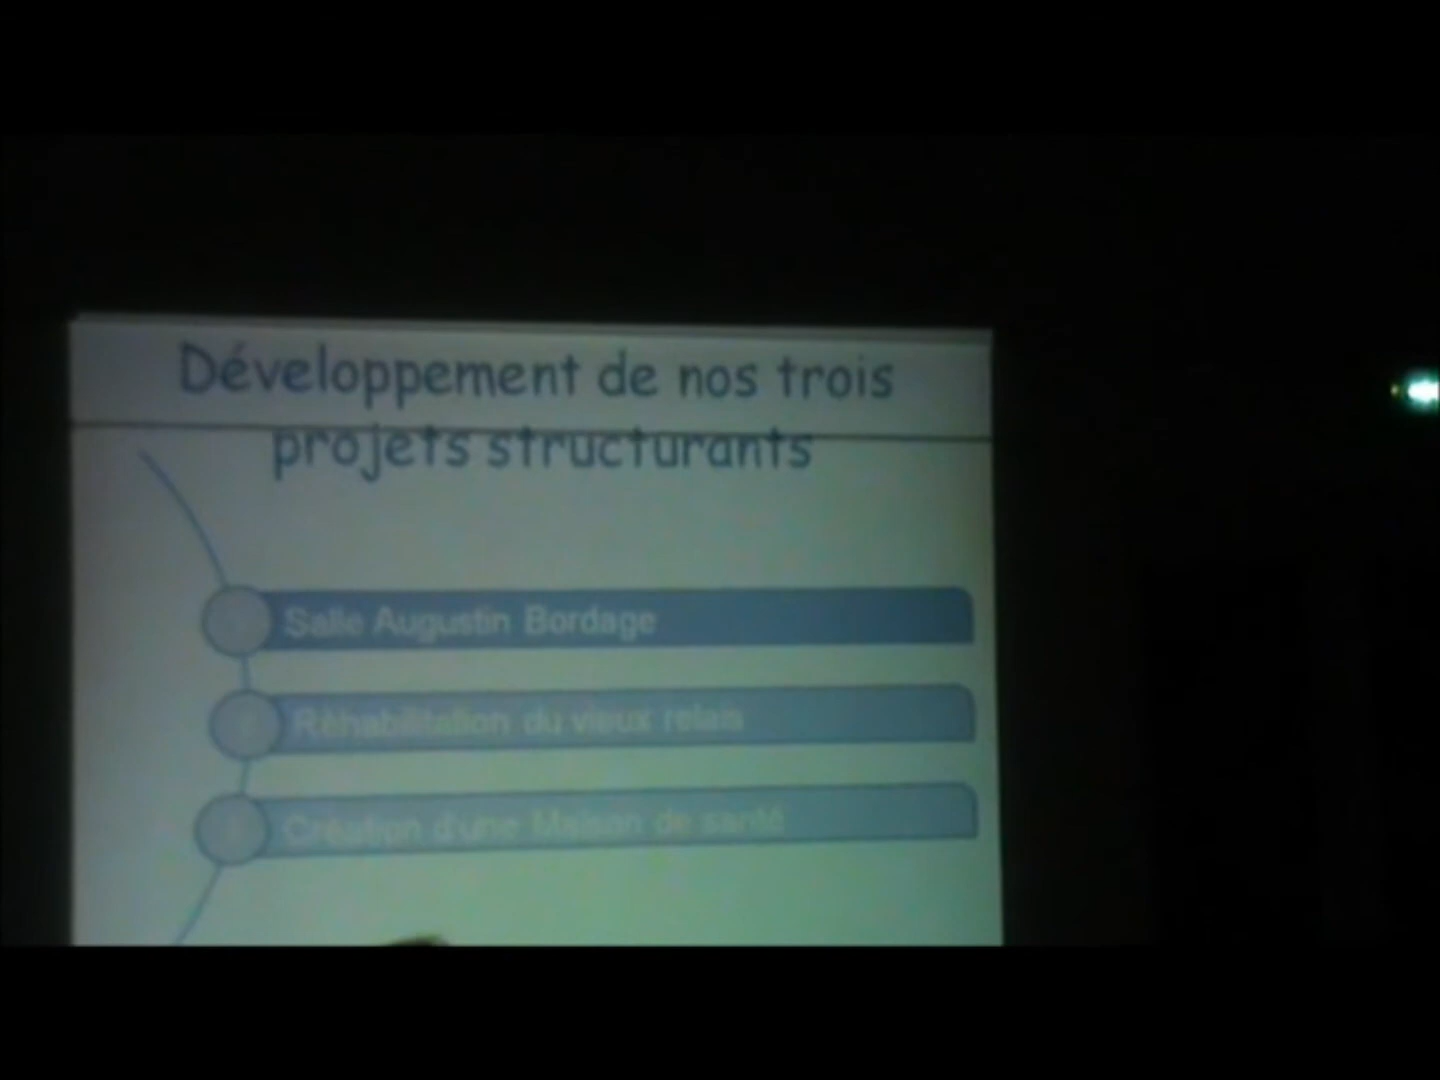 Développement de nos trois
projets structurants
Salle Augustin Bordage
Réhabilitation du vieux relais
Création d'une Maison de santé